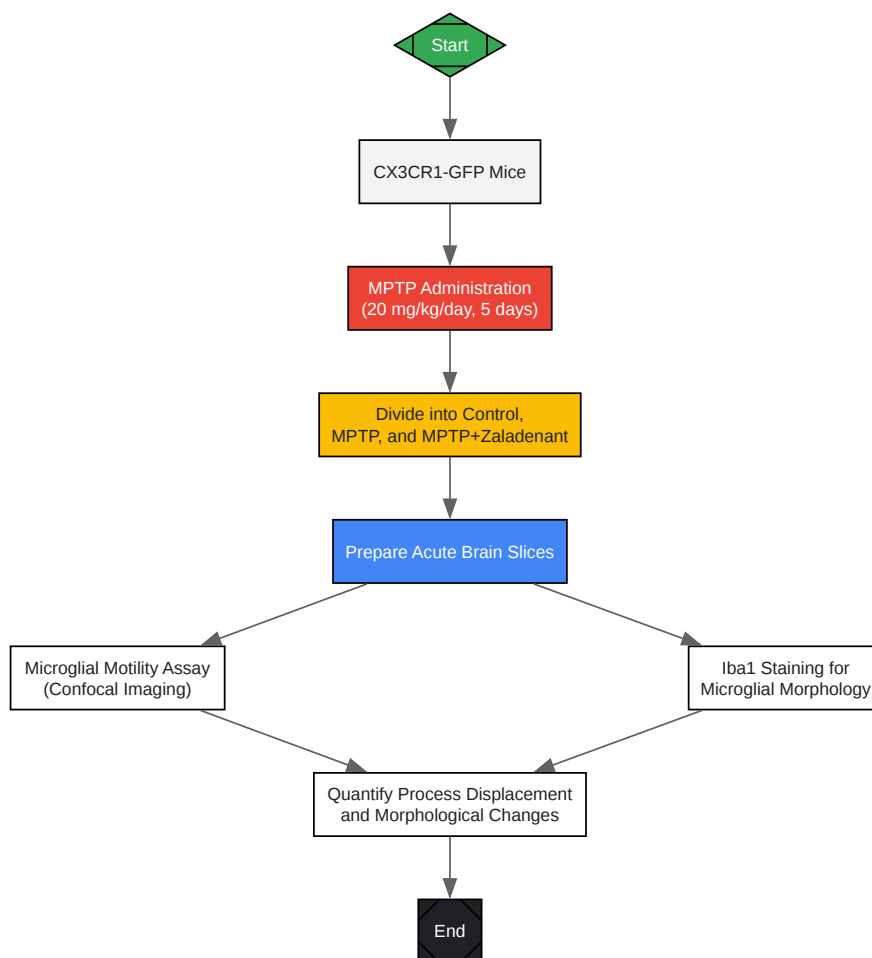 Start
CX3CR1-GFP Mice
MPTP Administration
(20 mg/kg/day, 5 days)
Divide into Control,
MPTP, and MPTP+Zaladenant
Prepare Acute Brain Slices
Microglial Motility Assay
(Confocal Imaging)
Iba1 Staining for
Microglial Morphology
Quantify Process Displacement
and Morphological Changes
End